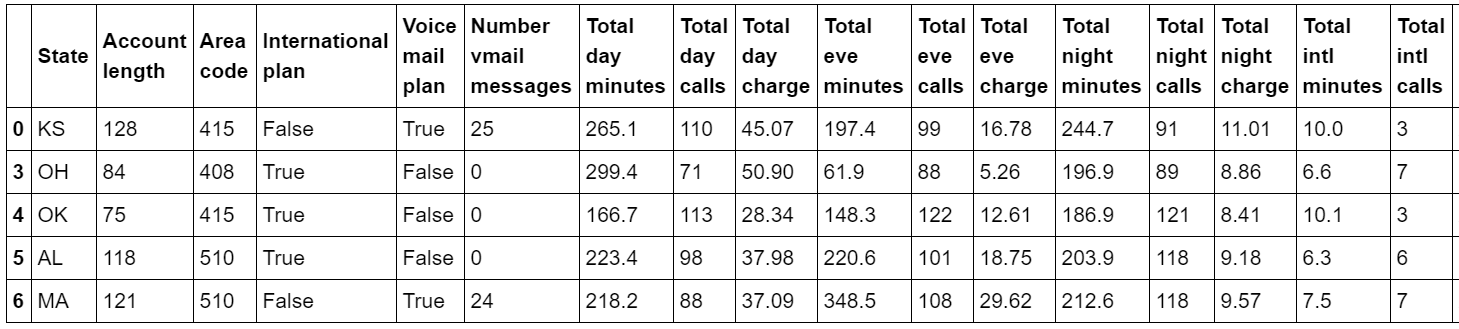 State Account length Area code International plan Voice mail plan Number vmail messages Total day minutes Total day calls Total day charge Total eve minutes Total eve calls Total eve charge Total night minutes Total night calls Total night charge Total intl minutes Total intl calls
0 KS 128 415 False True 25 265.1 110 45.07 197.4 99 16.78 244.7 91 11.01 10.0 3
3 OH 84 408 True False 0 299.4 71 50.90 61.9 88 5.26 196.9 89 8.86 6.6 7
4 OK 75 415 True False 0 166.7 113 28.34 148.3 122 12.61 186.9 121 8.41 10.1 3
5 AL 118 510 True False 0 223.4 98 37.98 220.6 101 18.75 203.9 118 9.18 6.3 6
6 MA 121 510 False True 24 218.2 88 37.09 348.5 108 29.62 212.6 118 9.57 7.5 7